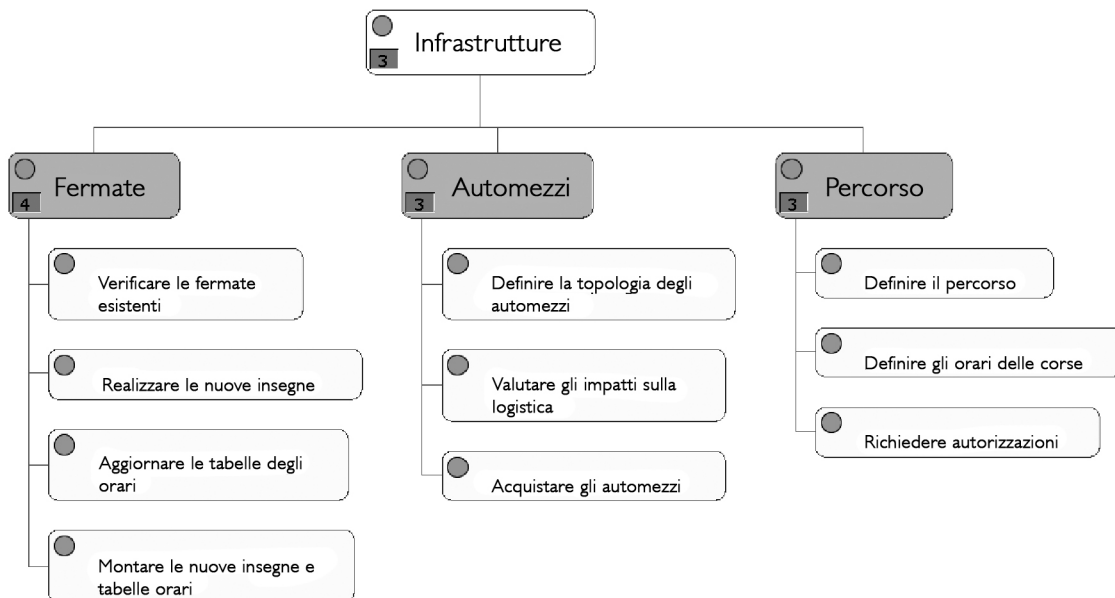 Infrastrutture
3
Fermate
4
Automezzi
3
Percorso
3
Verificare le fermate
esistenti
Realizzare le nuove insegne
Aggiornare le tabelle degli
orari
Montare le nuove insegne e
tabelle orari
Definire la topologia degli
automezzi
Valutare gli impatti sulla
logistica
Acquistare gli automezzi
Definire il percorso
Definire gli orari delle corse
Richiedere autorizzazioni